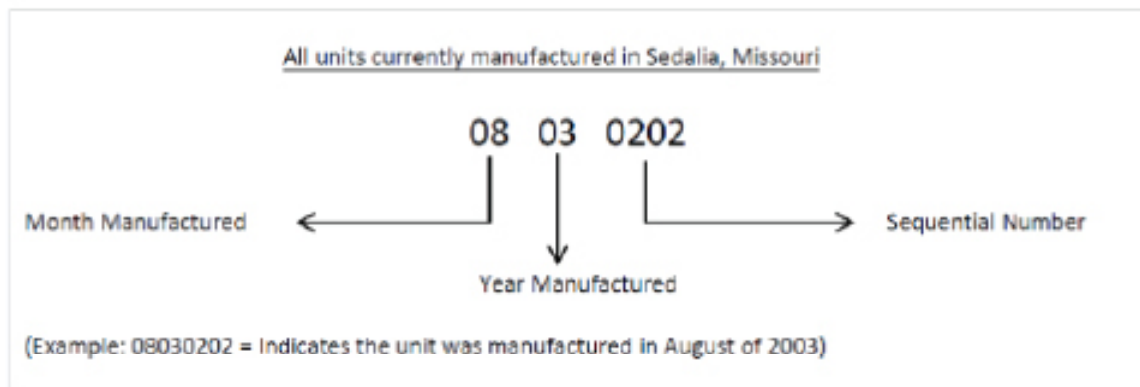 All units currently manufactured in Sedalia, Missouri
08 03 0202
Month Manufactured
Sequential Number
Year Manufactured
(Example: 08030202 = Indicates the unit was manufactured in August of 2003)